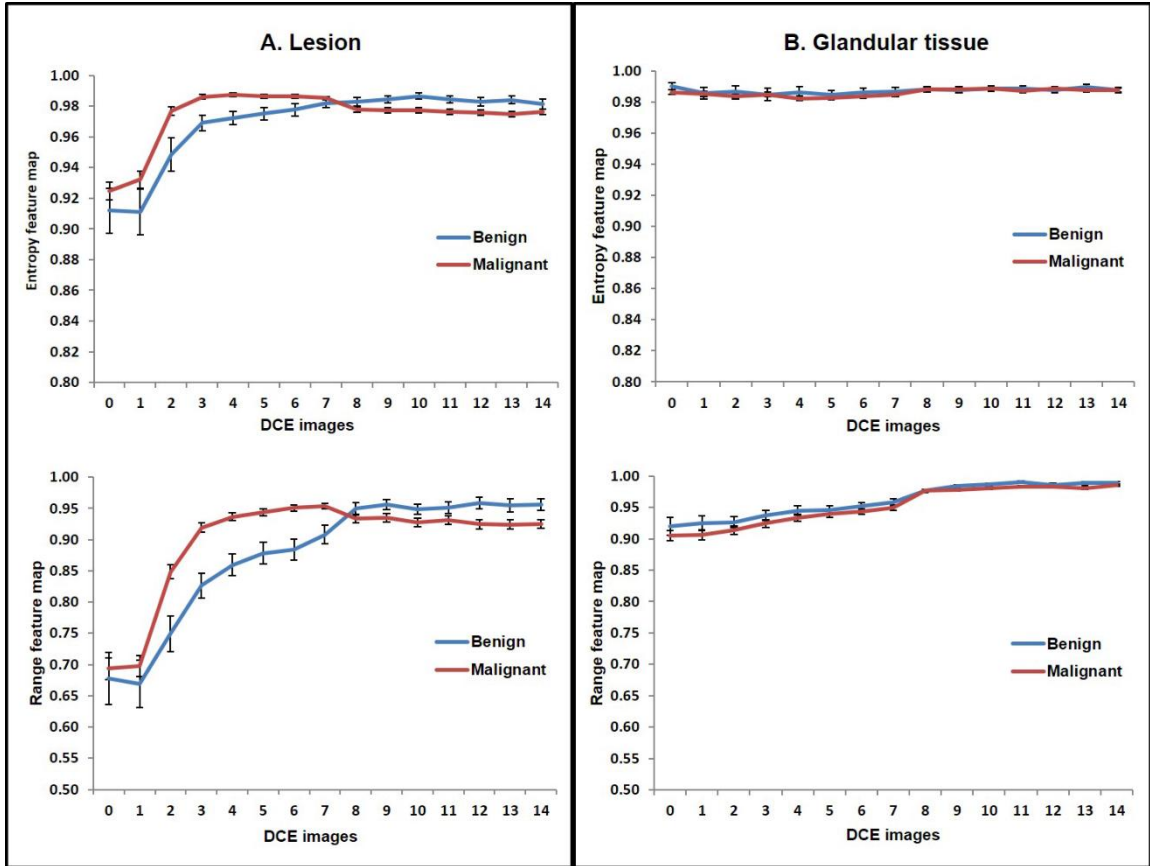 A. Lesion
Entropy feature map
1.00
0.98
0.96
0.94
0.92
0.90
0.88
0.86
0.84
0.82
0.80
Benign
Malignant
0 1 2 3 4 5 6 7 8 9 10 11 12 13 14
DCE images
Range feature map
1.00
0.95
0.90
0.85
0.80
0.75
0.70
0.65
0.60
0.55
0.50
Benign
Malignant
0 1 2 3 4 5 6 7 8 9 10 11 12 13 14
DCE images
B. Glandular tissue
Entropy feature map
1.00
0.98
0.96
0.94
0.92
0.90
0.88
0.86
0.84
0.82
0.80
Benign
Malignant
0 1 2 3 4 5 6 7 8 9 10 11 12 13 14
DCE images
Range feature map
1.00
0.95
0.90
0.85
0.80
0.75
0.70
0.65
0.60
0.55
0.50
Benign
Malignant
0 1 2 3 4 5 6 7 8 9 10 11 12 13 14
DCE images